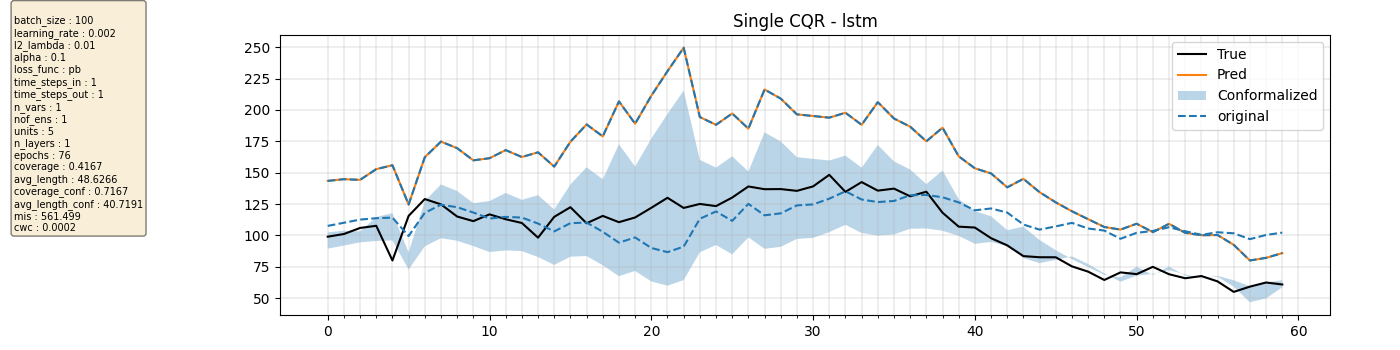 batch_size : 100
learning_rate : 0.002
l2_lambda : 0.01
alpha : 0.1
loss_func : pb
time_steps_in : 1
time_steps_out : 1
n_vars : 1
nof_ens : 1
units : 5
n_layers : 1
epochs : 76
coverage : 0.4167
avg_length : 48.6266
coverage_conf : 0.7167
avg_length_conf : 40.7191
mis : 561.499
cwc : 0.0002
Single CQR - lstm
250
225
200
175
150
125
100
75
50
True
Pred
Conformalized
original
0 10 20 30 40 50 60